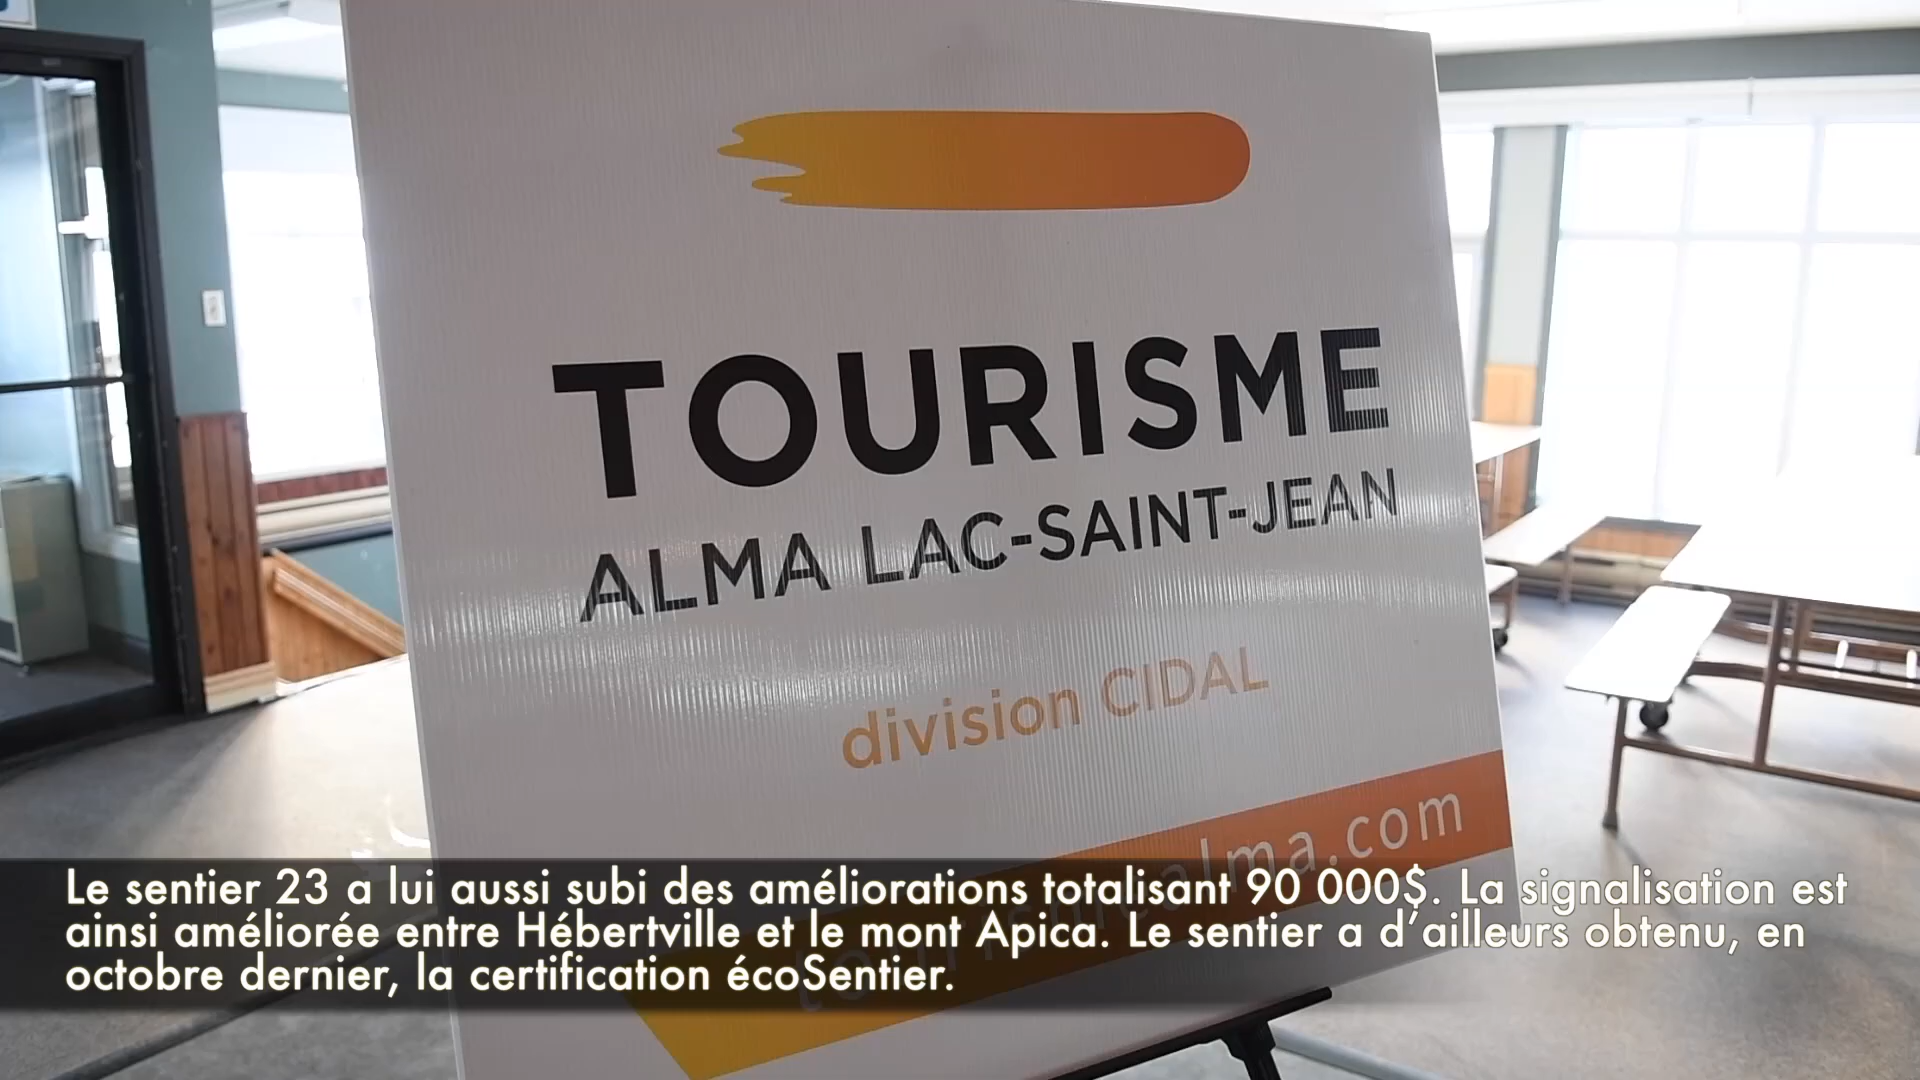 TOURISME
ALMA LAC-SAINT-JEAN
division CIDAL
tourismealma.com
Le sentier 23 a lui aussi subi des améliorations totalisant 90 000$. La signalisation est
ainsi améliorée entre Hébertville et le mont Apica. Le sentier a d’ailleurs obtenu, en
octobre dernier, la certification écoSentier.